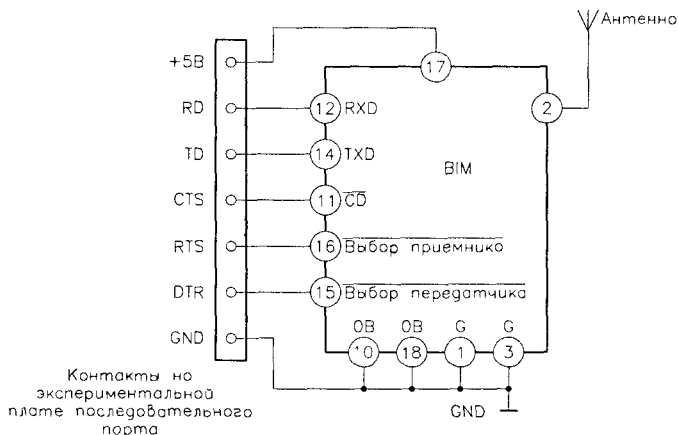 Антенна
+5В
17
RD
12 RXD
2
TD
14 TXD
BIM
CTS
11 CD
RTS
16 Выбор приемника
DTR
15 Выбор передатчика
0В 0В G G
GND
10 18 1 3
GND
Контакты на
экспериментальной
плате последовательного
порта